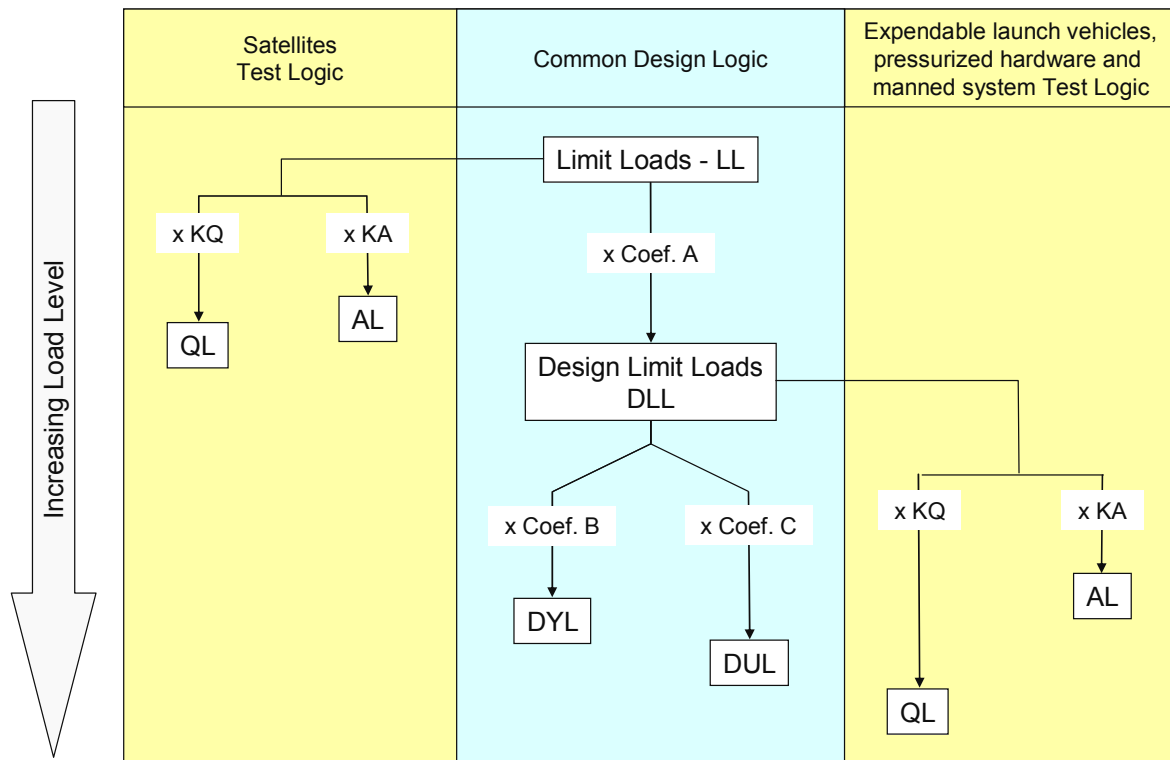 Satellites
Test Logic
Common Design Logic
Expendable launch vehicles,
pressurized hardware and
manned system Test Logic
Increasing Load Level
Limit Loads - LL
x KQ
x KA
x Coef. A
QL
AL
Design Limit Loads
DLL
x Coef. B
x Coef. C
x KQ
x KA
DYL
DUL
AL
QL